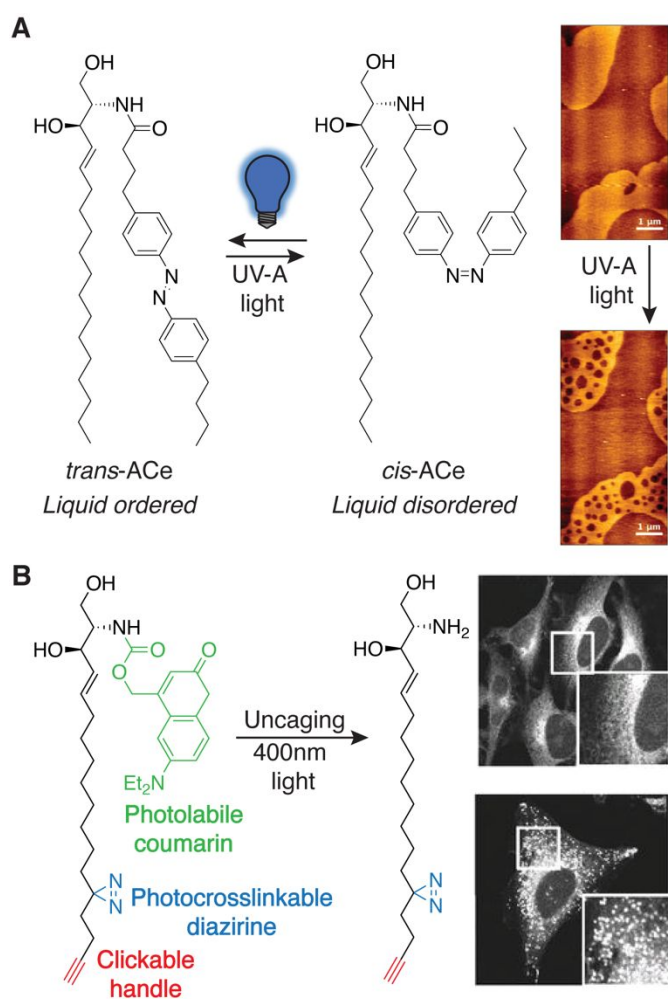 A
OH
HO
NH
O
N
N
UV-A
light
OH
HO
NH
O
N=N
1 µm
UV-A
light
1 µm
trans-ACe
Liquid ordered
cis-ACe
Liquid disordered
B
OH
HO
NH
O
O
O
Et2N
Photolabile
coumarin
N
N
Photocrosslinkable
diazirine
Clickable
handle
Uncaging
400nm
light
OH
HO
NH2
N
N